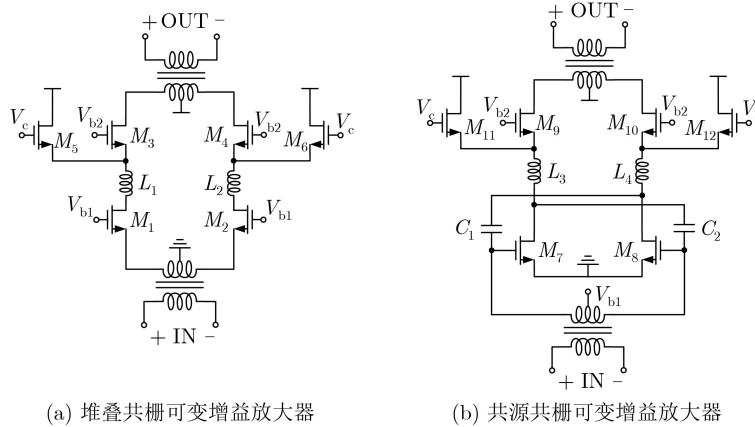 + OUT −
V_c
V_b2
M_5
M_3
M_4
V_b2
M_6
V_c
L_1
L_2
V_b1
M_1
M_2
V_b1
+ IN −
(a) 堆叠共栅可变增益放大器
+ OUT −
V_c
V_b2
M_11
M_9
M_10
V_b2
M_12
V
L_3
L_4
C_1
C_2
M_7
M_8
V_b1
+ IN −
(b) 共源共栅可变增益放大器